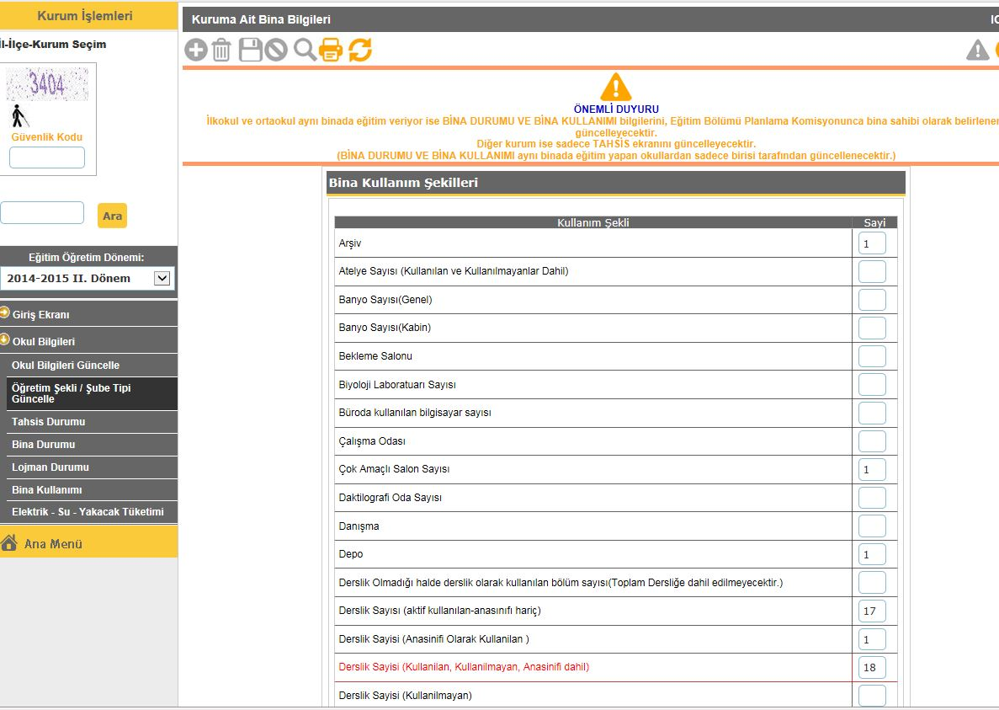 Kurum İşlemleri
İl-İlçe-Kurum Seçim
3404
Güvenlik Kodu
Ara
Eğitim Öğretim Dönemi:
2014-2015 II. Dönem
Giriş Ekranı
Okul Bilgileri
Okul Bilgileri Güncelle
Öğretim Şekli / Şube Tipi
Güncelle
Tahsis Durumu
Bina Durumu
Lojman Durumu
Bina Kullanımı
Elektrik - Su - Yakacak Tüketimi
Ana Menü
Kuruma Ait Bina Bilgileri
ÖNEMLİ DUYURU
İlkokul ve ortaokul aynı binada eğitim veriyor ise BİNA DURUMU VE BİNA KULLANIMI bilgilerini, Eğitim Bölümü Planlama Komisyonunca bina sahibi olarak belirlenen
güncelleyecektir.
Diğer kurum ise sadece TAHSİS ekranını güncelleyecektir.
(BİNA DURUMU VE BİNA KULLANIMI aynı binada eğitim yapan okullardan sadece birisi tarafından güncellenecektir.)
Bina Kullanım Şekilleri
Kullanım Şekli Sayi
Arşiv 1
Atelye Sayısı (Kullanılan ve Kullanılmayanlar Dahil)
Banyo Sayısı(Genel)
Banyo Sayısı(Kabin)
Bekleme Salonu
Biyoloji Laboratuarı Sayısı
Büroda kullanılan bilgisayar sayısı
Çalışma Odası
Çok Amaçlı Salon Sayısı 1
Daktilografi Oda Sayısı
Danışma
Depo 1
Derslik Olmadığı halde derslik olarak kullanılan bölüm sayısı(Toplam Dersliğe dahil edilmeyecektir.)
Derslik Sayısı (aktif kullanılan-anasınıfı hariç) 17
Derslik Sayisi (Anasinifi Olarak Kullanilan ) 1
Derslik Sayisi (Kullanilan, Kullanilmayan, Anasinifi dahil) 18
Derslik Sayisi (Kullanilmayan)